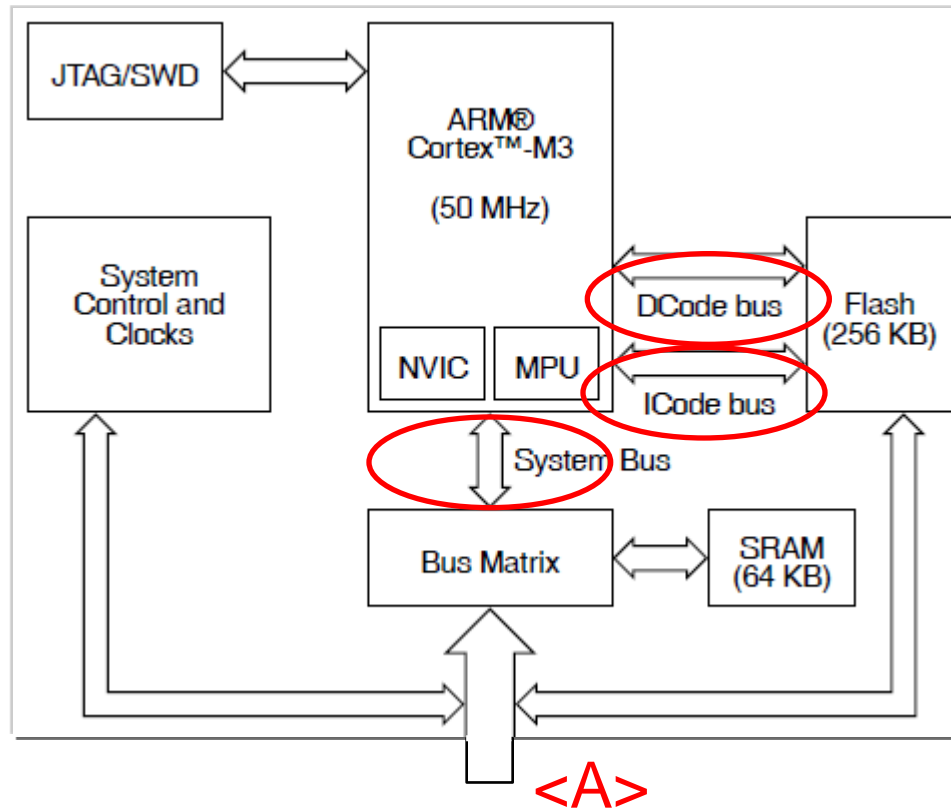 JTAG/SWD
ARM®
Cortex™-M3
(50 MHz)
System
Control and
Clocks
DCode bus
Flash
(256 KB)
NVIC
MPU
ICode bus
System Bus
Bus Matrix
SRAM
(64 KB)
<A>